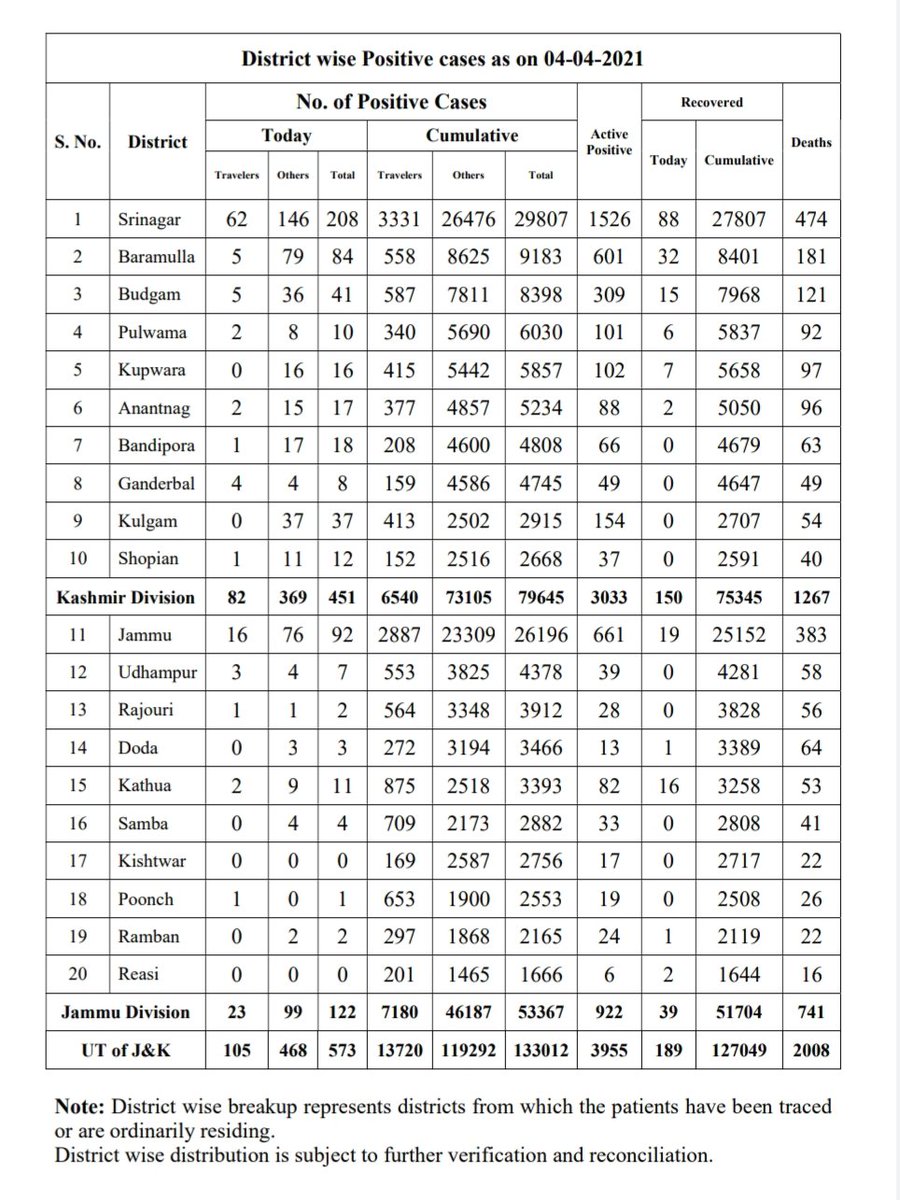 District wise Positive cases as on 04-04-2021
S. No. District No. of Positive Cases Active Positive Recovered Deaths
Today Cumulative Today Cumulative
Travelers Others Total Travelers Others Total
1 Srinagar 62 146 208 3331 26476 29807 1526 88 27807 474
2 Baramulla 5 79 84 558 8625 9183 601 32 8401 181
3 Budgam 5 36 41 587 7811 8398 309 15 7968 121
4 Pulwama 2 8 10 340 5690 6030 101 6 5837 92
5 Kupwara 0 16 16 415 5442 5857 102 7 5658 97
6 Anantnag 2 15 17 377 4857 5234 88 2 5050 96
7 Bandipora 1 17 18 208 4600 4808 66 0 4679 63
8 Ganderbal 4 4 8 159 4586 4745 49 0 4647 49
9 Kulgam 0 37 37 413 2502 2915 154 0 2707 54
10 Shopian 1 11 12 152 2516 2668 37 0 2591 40
Kashmir Division 82 369 451 6540 73105 79645 3033 150 75345 1267
11 Jammu 16 76 92 2887 23309 26196 661 19 25152 383
12 Udhampur 3 4 7 553 3825 4378 39 0 4281 58
13 Rajouri 1 1 2 564 3348 3912 28 0 3828 56
14 Doda 0 3 3 272 3194 3466 13 1 3389 64
15 Kathua 2 9 11 875 2518 3393 82 16 3258 53
16 Samba 0 4 4 709 2173 2882 33 0 2808 41
17 Kishtwar 0 0 0 169 2587 2756 17 0 2717 22
18 Poonch 1 0 1 653 1900 2553 19 0 2508 26
19 Ramban 0 2 2 297 1868 2165 24 1 2119 22
20 Reasi 0 0 0 201 1465 1666 6 2 1644 16
Jammu Division 23 99 122 7180 46187 53367 922 39 51704 741
UT of J&K 105 468 573 13720 119292 133012 3955 189 127049 2008
Note: District wise breakup represents districts from which the patients have been traced
or are ordinarily residing.
District wise distribution is subject to further verification and reconciliation.